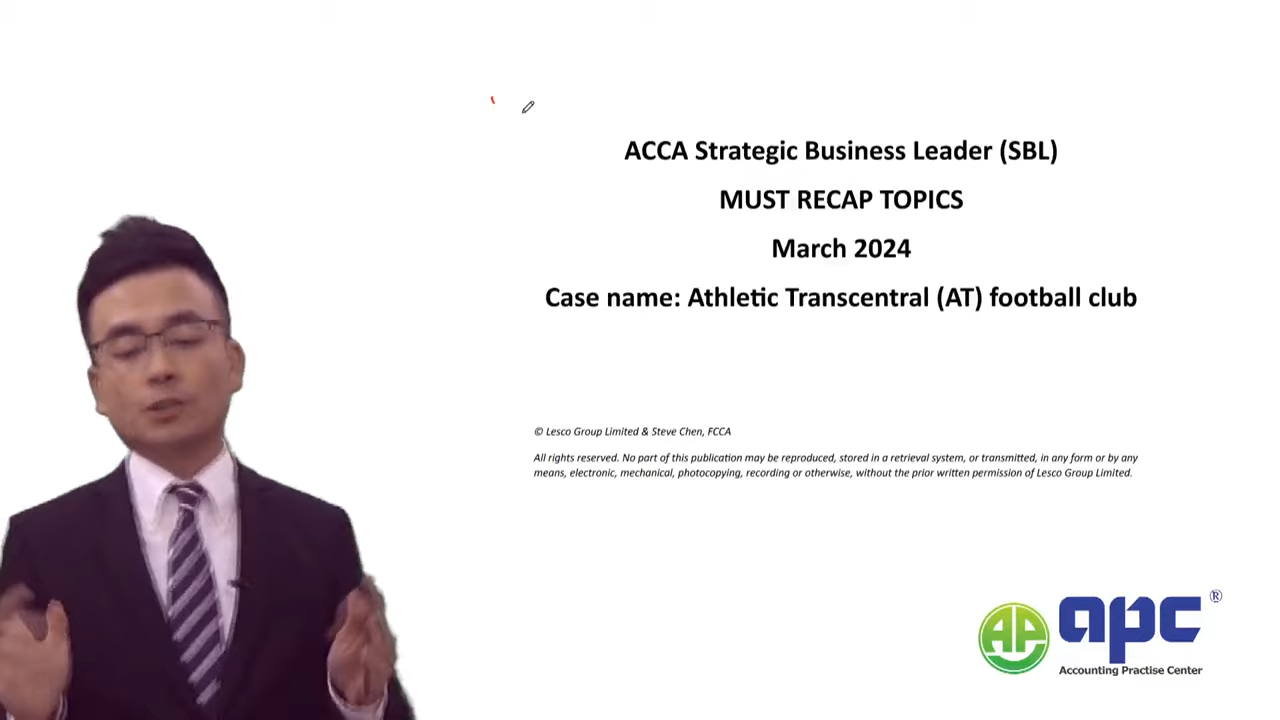 ACCA Strategic Business Leader (SBL)
MUST RECAP TOPICS
March 2024
Case name: Athletic Transcentral (AT) football club
© Lesco Group Limited & Steve Chen, FCCA
All rights reserved. No part of this publication may be reproduced, stored in a retrieval system, or transmitted, in any form or by any
means, electronic, mechanical, photocopying, recording or otherwise, without the prior written permission of Lesco Group Limited.
AP apc ®
Accounting Practise Center